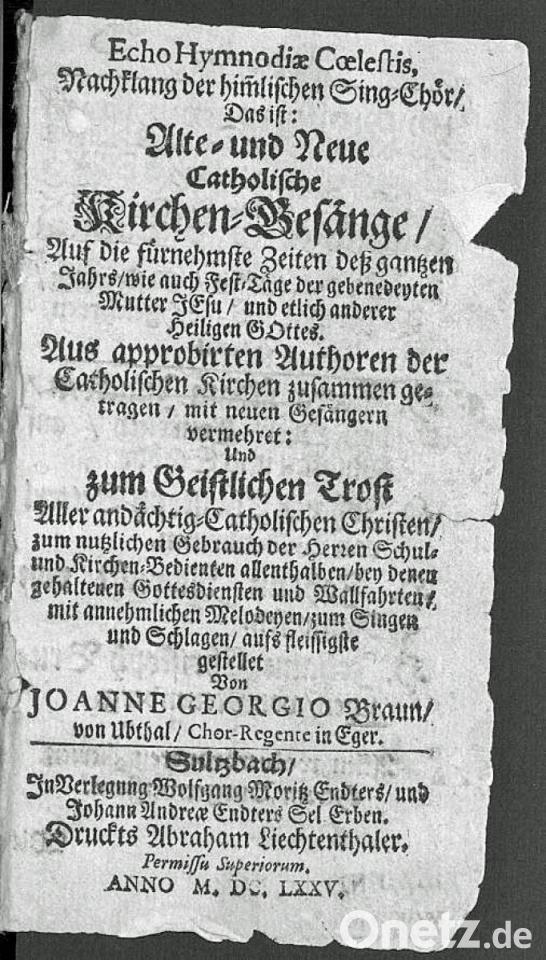 Echo Hymnodiæ Cœlestis,
Nachklang der him̃lischen Sing-Chör/
Das ist:
Alte- und Neue
Catholische
Kirchen-Gesänge/
Auf die fürnehmste Zeiten deß gantzen
Jahrs/wie auch Fest-Täge der gebenedeyten
Mutter JEsu/ und etlich anderer
Heiligen GOttes.
Aus approbirten Authoren der
Catholischen Kirchen zusammen ge-
tragen/ mit neuen Gesängern
vermehret:
Und
zum Geistlichen Trost
Aller andächtig-Catholischen Christen/
zum nutzlichen Gebrauch der Herren Schul-
und Kirchen-Bedienten allenthalben/bey denen
gehaltenen Gottesdiensten und Wallfahrten/
mit annehmlichen Melodeyen/zum Singen
und Schlagen/ aufs fleissigste
gestellet
Von
JOANNE GEORGIO Braun/
von Ubthal/ Chor-Regente in Eger.
Sultzbach/
In Verlegung Wolfgang Moritz Endters/und
Johann Andreæ Endters Sel Erben.
Druckts Abraham Liechtenthaler.
Permissu Superiorum.
ANNO M. DC. LXXV.
Onetz.de